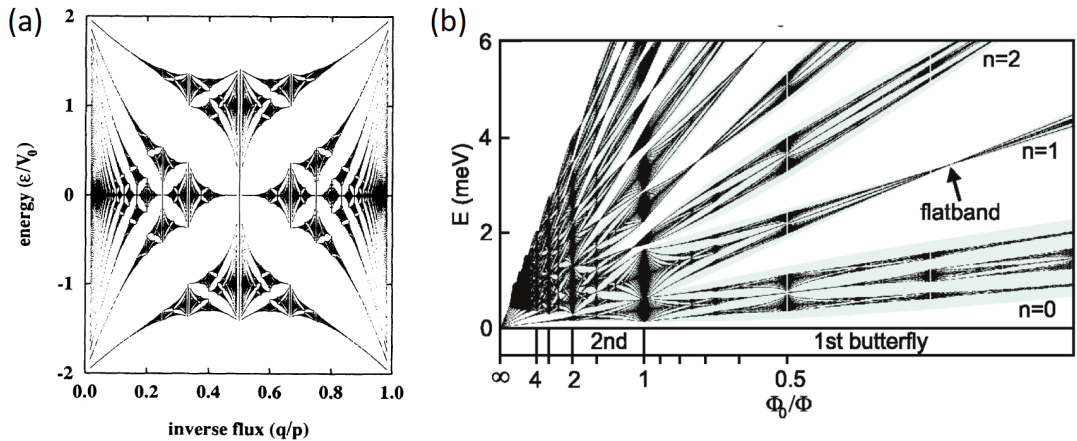 (a)
2
1
0
-1
-2
energy (ε/V₀)
0.0 0.2 0.4 0.6 0.8 1.0
inverse flux (q/p)
(b)
6
4
2
0
E (meV)
n=2
n=1
flatband
n=0
2nd
1st butterfly
∞ 4 2 1 0.5
Φ₀/Φ